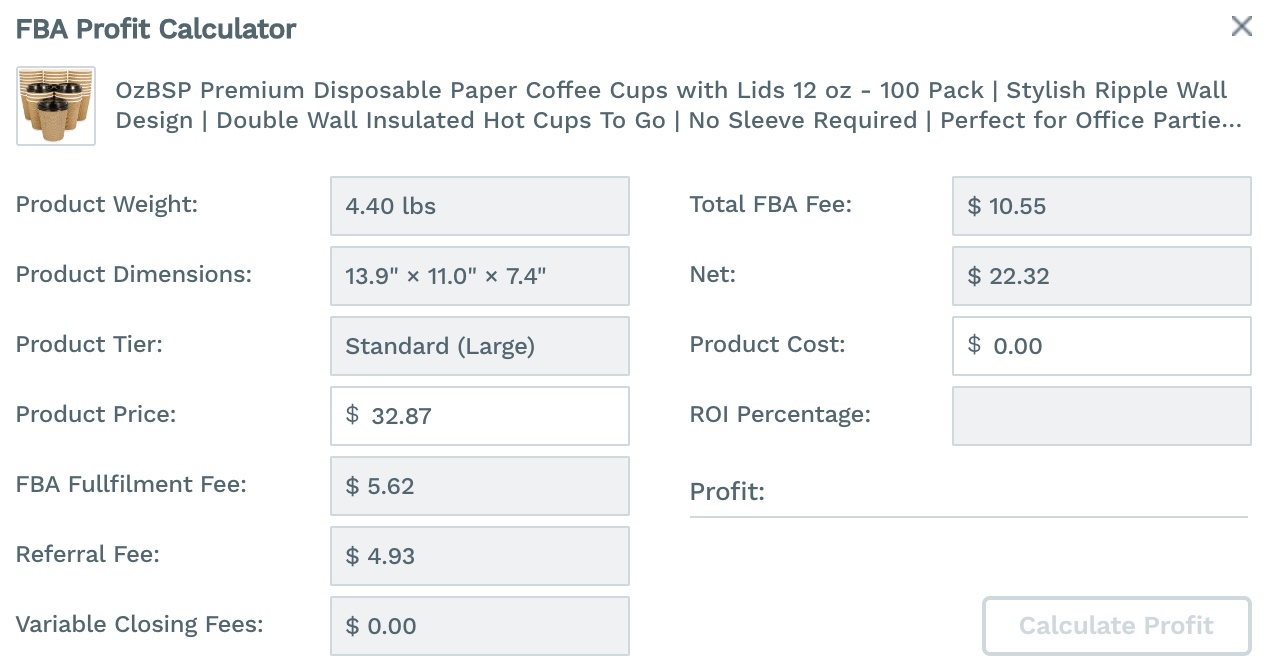 FBA Profit Calculator
OzBSP Premium Disposable Paper Coffee Cups with Lids 12 oz - 100 Pack | Stylish Ripple Wall
Design | Double Wall Insulated Hot Cups To Go | No Sleeve Required | Perfect for Office Partie...
Product Weight: 4.40 lbs
Product Dimensions: 13.9" × 11.0" × 7.4"
Product Tier: Standard (Large)
Product Price: $ 32.87
FBA Fullfilment Fee: $ 5.62
Referral Fee: $ 4.93
Variable Closing Fees: $ 0.00
Total FBA Fee: $ 10.55
Net: $ 22.32
Product Cost: $ 0.00
ROI Percentage:
Profit:
Calculate Profit